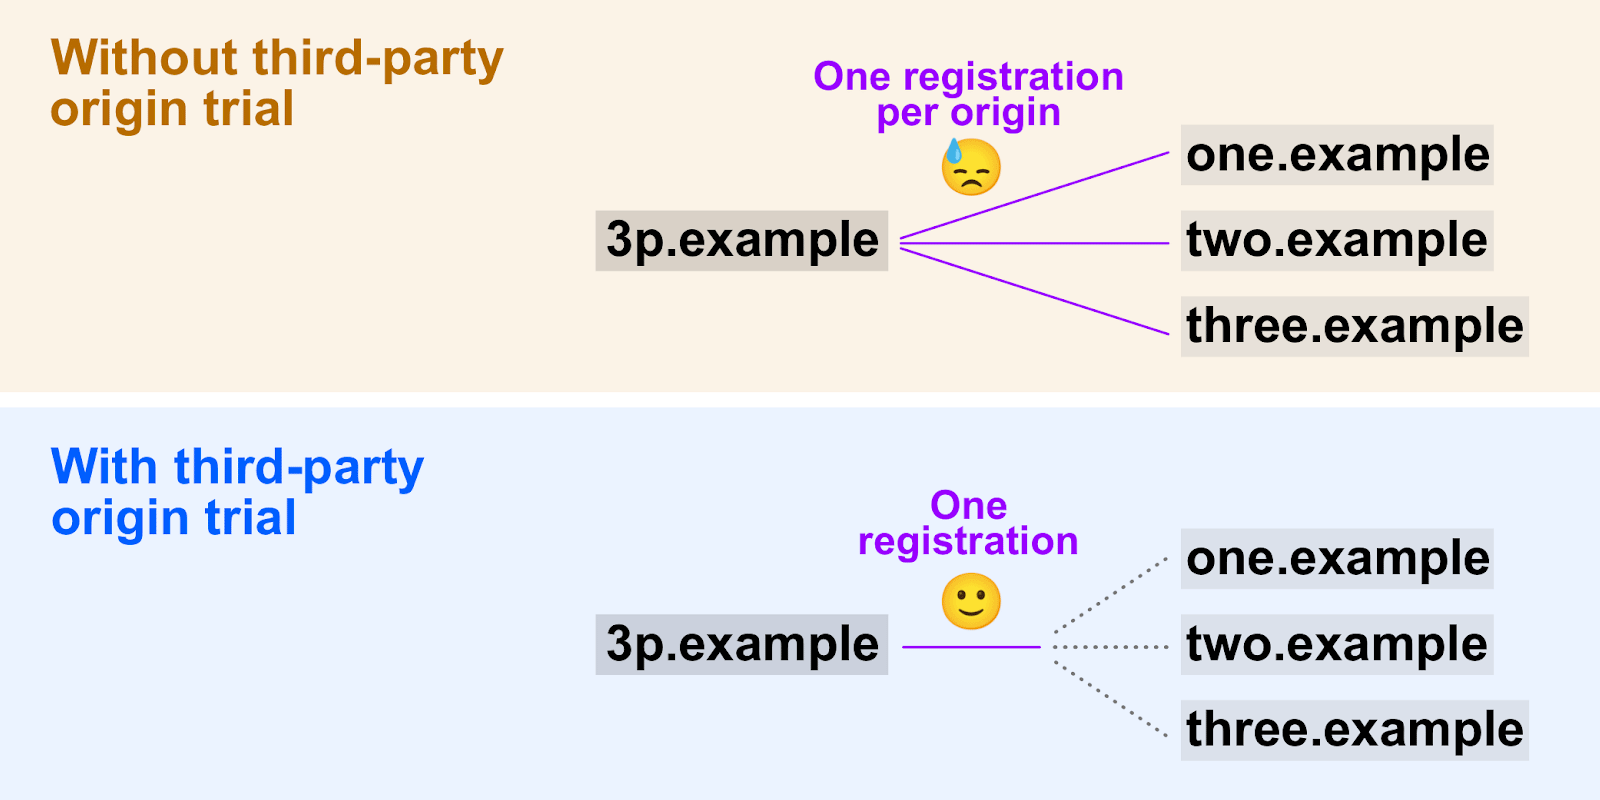 Without third-party
origin trial
One registration
per origin
3p.example
one.example
two.example
three.example
With third-party
origin trial
One
registration
3p.example
one.example
two.example
three.example